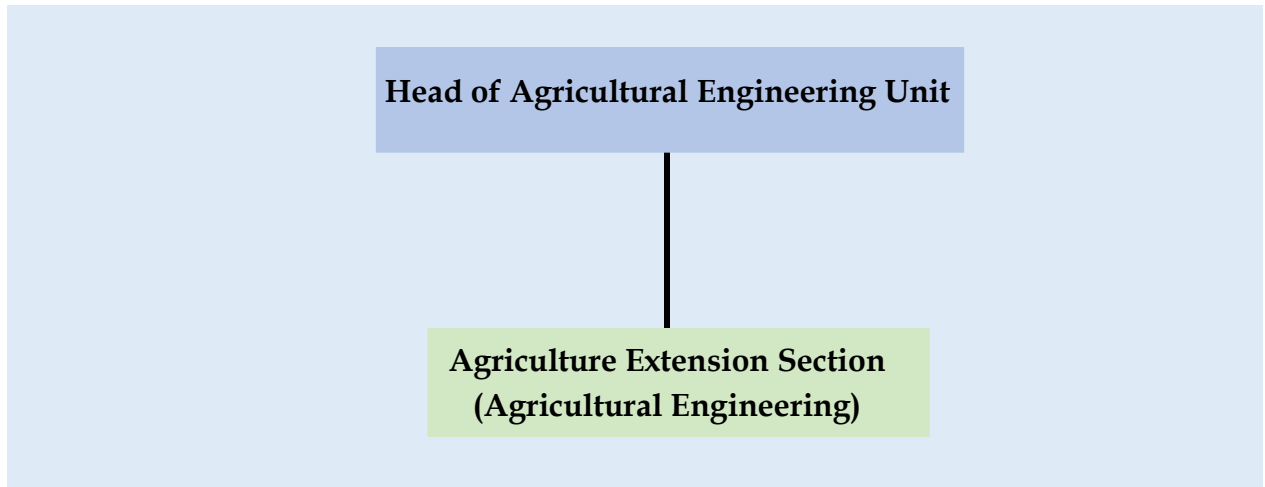 Head of Agricultural Engineering Unit
Agriculture Extension Section
(Agricultural Engineering)